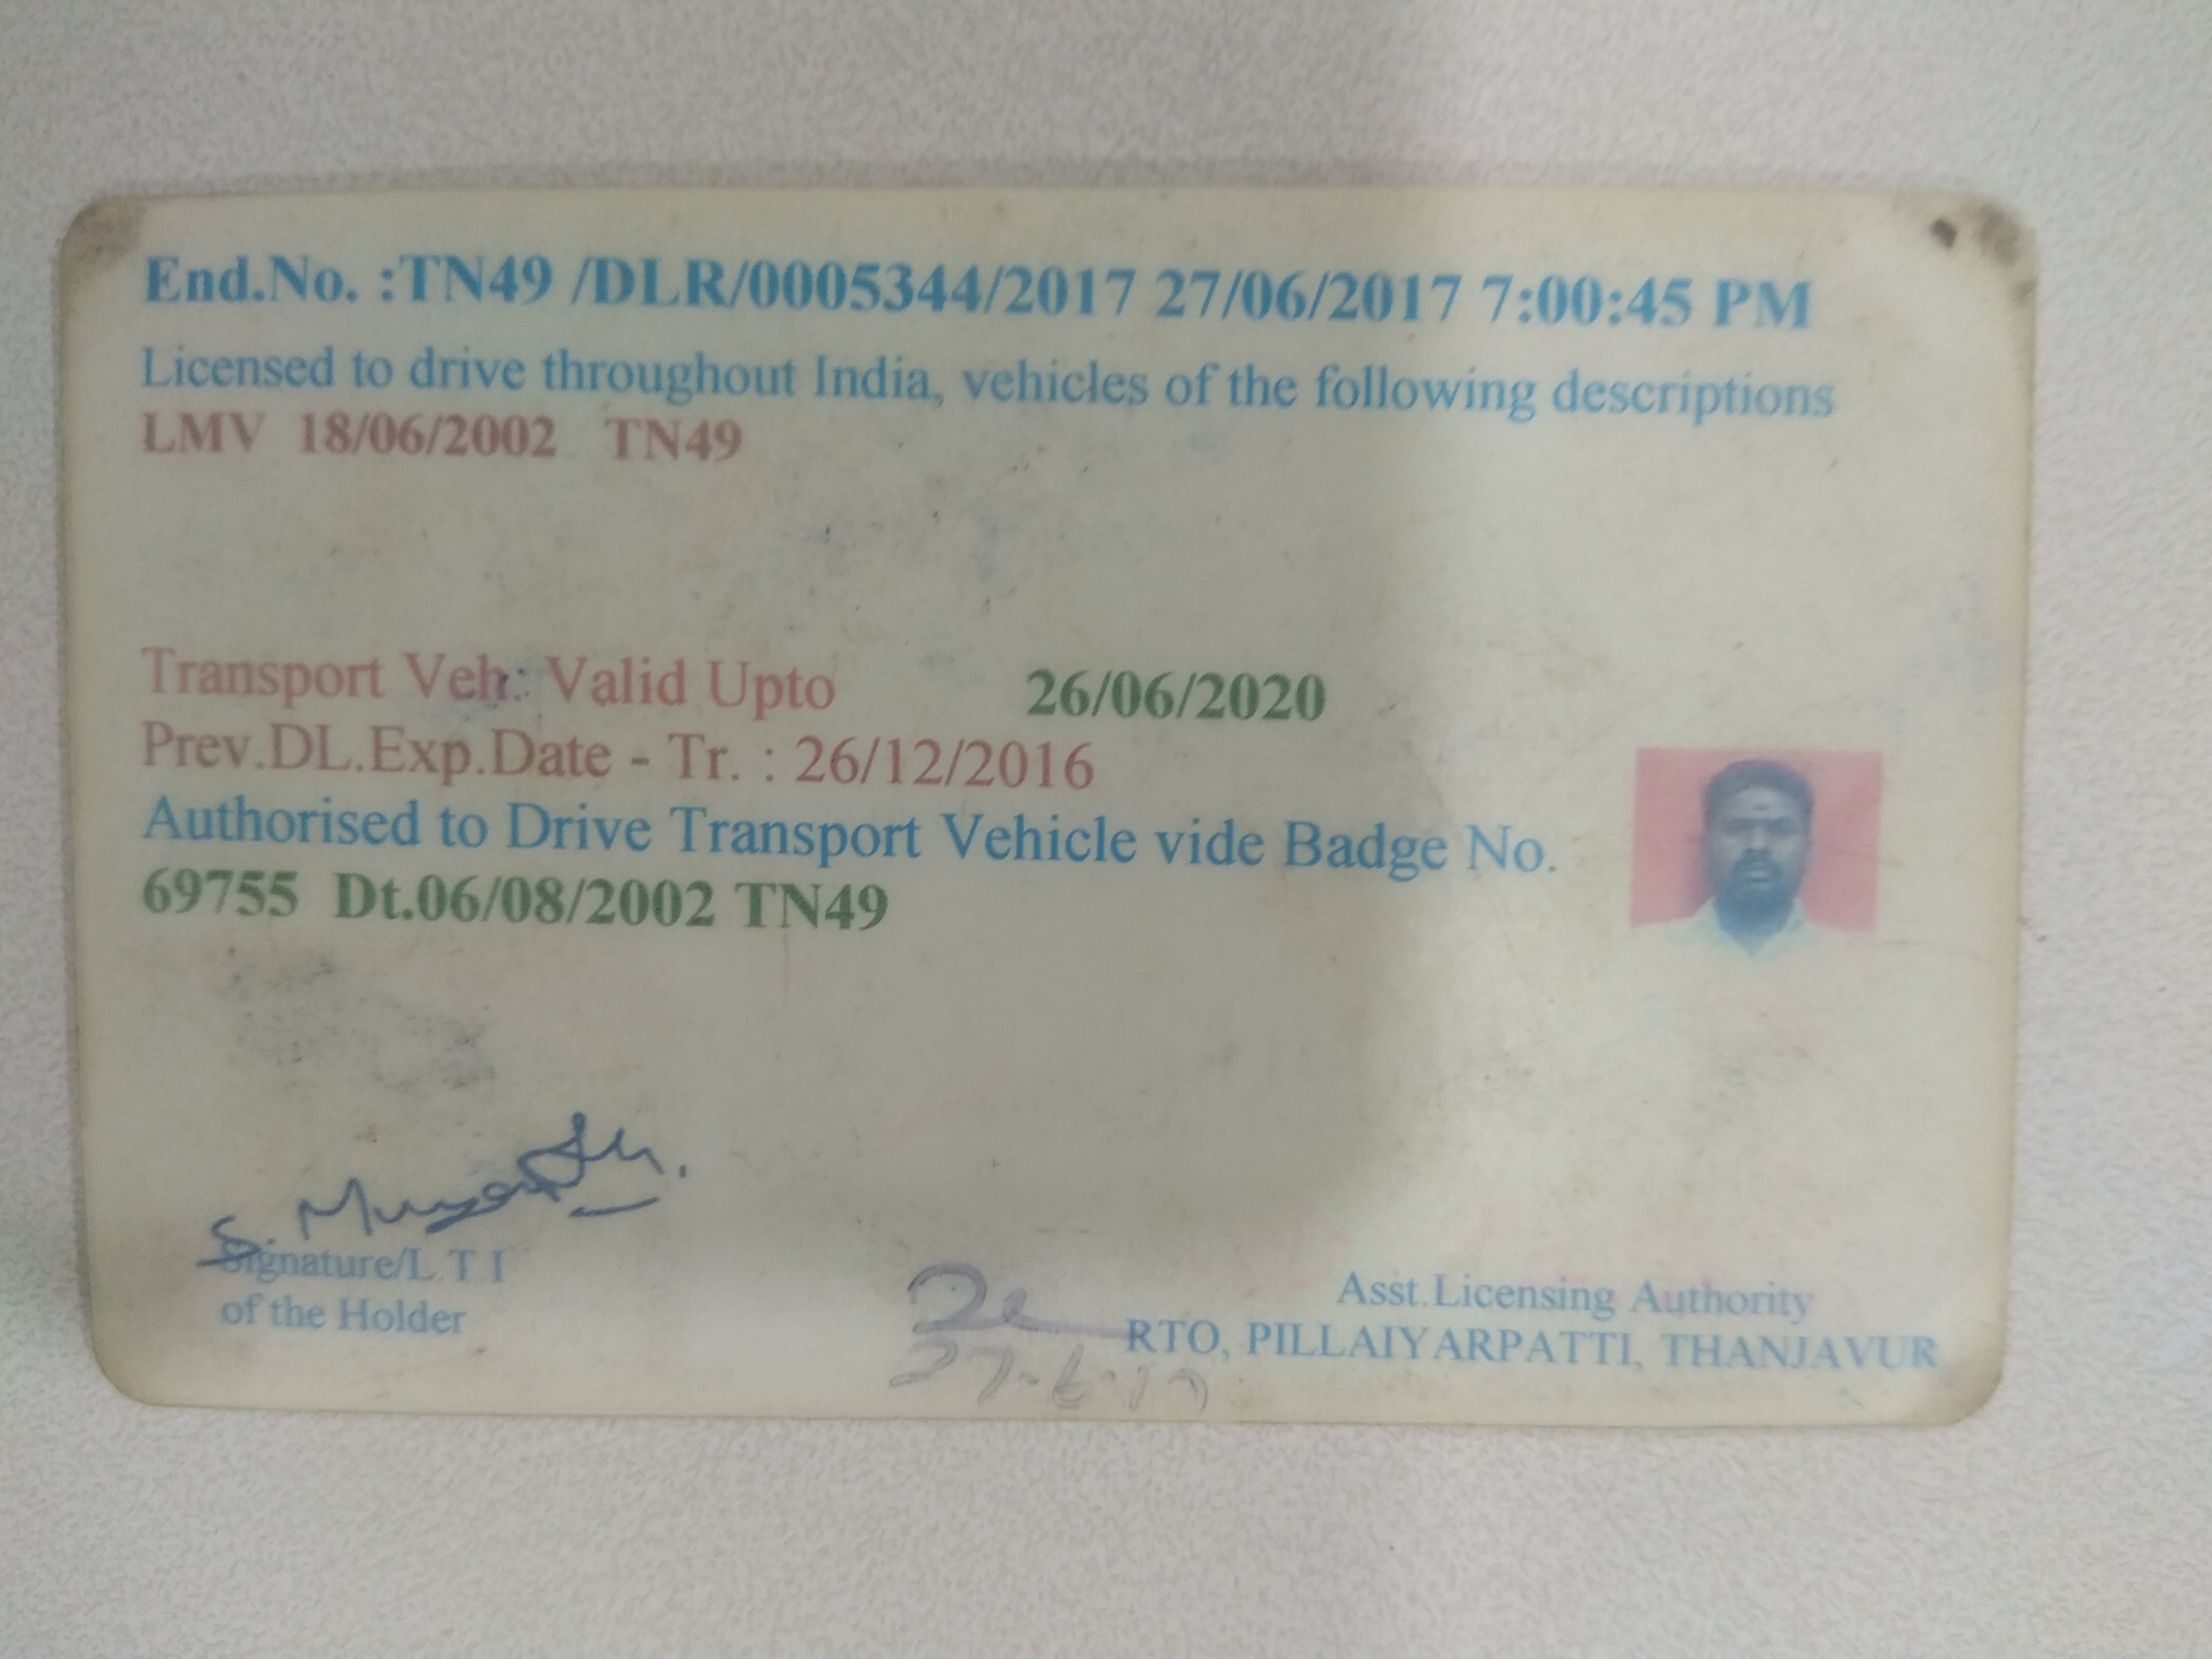 End.No. :TN49 /DLR/0005344/2017 27/06/2017 7:00:45 PM
Licensed to drive throughout India, vehicles of the following descriptions
LMV 18/06/2002 TN49
Transport Veh: Valid Upto 26/06/2020
Prev.DL.Exp.Date - Tr. : 26/12/2016
Authorised to Drive Transport Vehicle vide Badge No.
69755 Dt.06/08/2002 TN49
S.
Signature/L.T.I
of the Holder
27.6.17
Asst.Licensing Authority
RTO, PILLAIYARPATTI, THANJAVUR